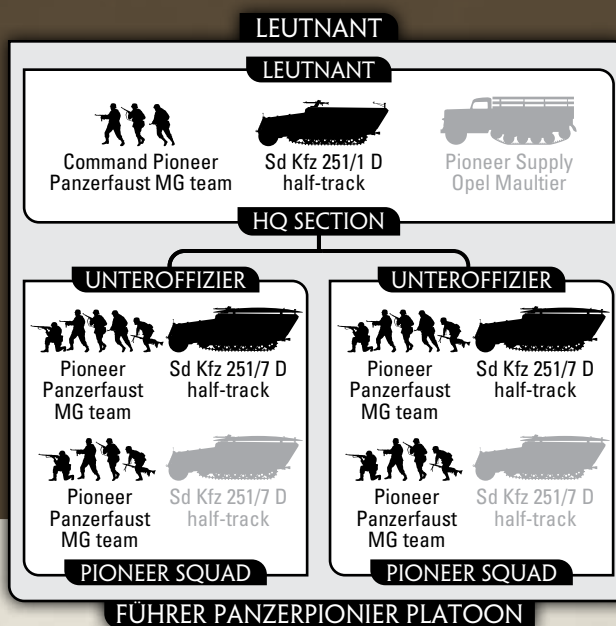 LEUTNANT
LEUTNANT
Command Pioneer
Panzerfaust MG team
Sd Kfz 251/1 D
half-track
Pioneer Supply
Opel Maultier
HQ SECTION
UNTEROFFIZIER
Pioneer
Panzerfaust
MG team
Sd Kfz 251/7 D
half-track
Pioneer
Panzerfaust
MG team
Sd Kfz 251/7 D
half-track
PIONEER SQUAD
UNTEROFFIZIER
Pioneer
Panzerfaust
MG team
Sd Kfz 251/7 D
half-track
Pioneer
Panzerfaust
MG team
Sd Kfz 251/7 D
half-track
PIONEER SQUAD
FÜHRER PANZERPIONIER PLATOON